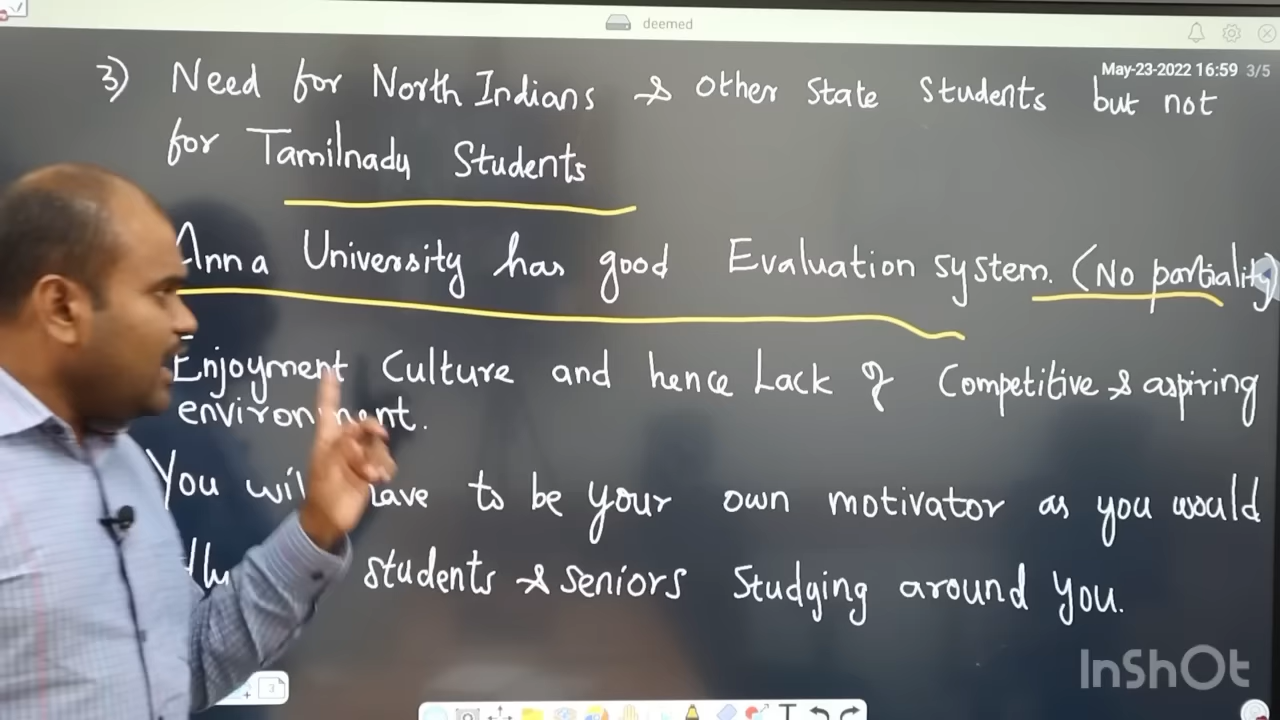 deemed
May-23-2022 16:59 3/5
3) Need for North Indians & other state students but not
for Tamilnadu Students
Anna University has good Evaluation system. (No partiality)
Enjoyment Culture and hence Lack of Competitive & aspiring
environment.
You will have to be your own motivator as you would
students & seniors studying around you.
3
T
InShOt